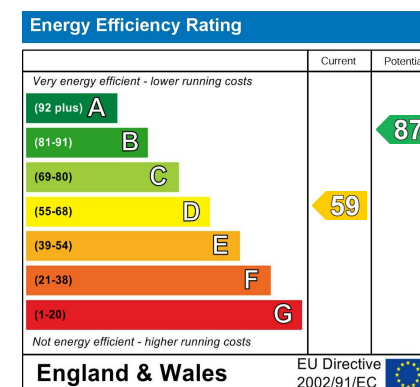 Energy Efficiency Rating
Current
Potentia
Very energy efficient - lower running costs
(92 plus) A
(81-91) B
87
(69-80) C
(55-68) D
59
(39-54) E
(21-38) F
(1-20) G
Not energy efficient - higher running costs
England & Wales
EU Directive
2002/91/EC